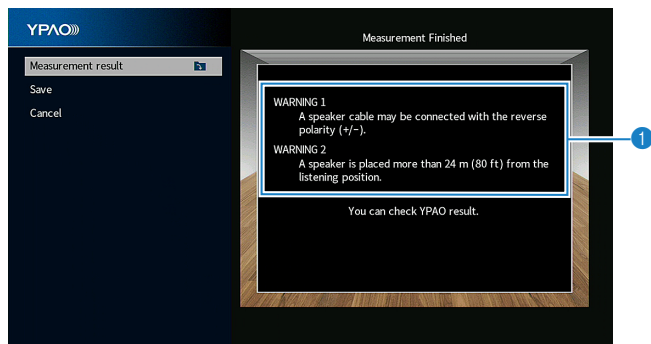 YPAO
Measurement Finished
Measurement result
Save
Cancel
WARNING 1
A speaker cable may be connected with the reverse
polarity (+/−).
WARNING 2
A speaker is placed more than 24 m (80 ft) from the
listening position.
You can check YPAO result.
1